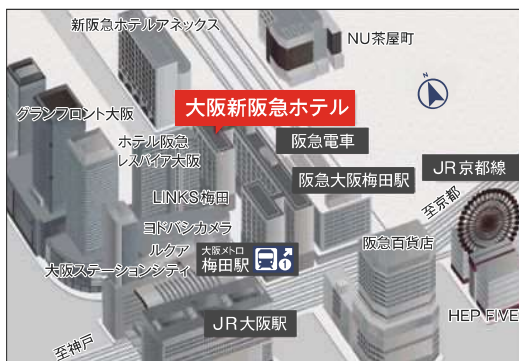 新阪急ホテルアネックス
NU茶屋町
N
グランフロント大阪
大阪新阪急ホテル
ホテル阪急
レスパイア大阪
阪急電車
阪急大阪梅田駅
JR京都線
至京都
LINKS梅田
ヨドバシカメラ
ルクア
大阪ステーションシティ
大阪メトロ
梅田駅
阪急百貨店
HEP FIVE
JR大阪駅
至神戸